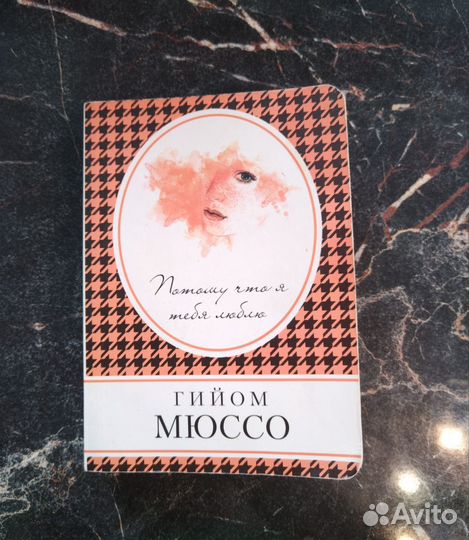 Потому что я
тебя люблю
ГИЙОМ
МЮССО
Avito